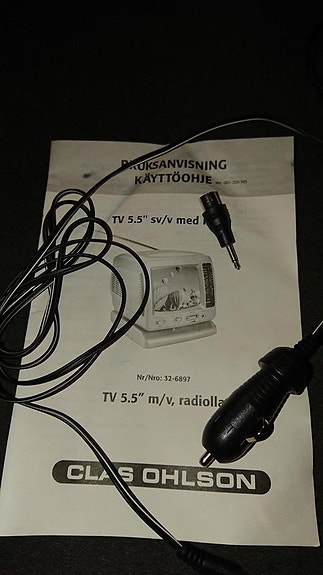 BRUKSANVISNING
KÄYTTÖOHJE
TV 5.5" sv/v med
Nr/Nro: 32-6897
TV 5.5" m/v, radiolla
CLAS OHLSON